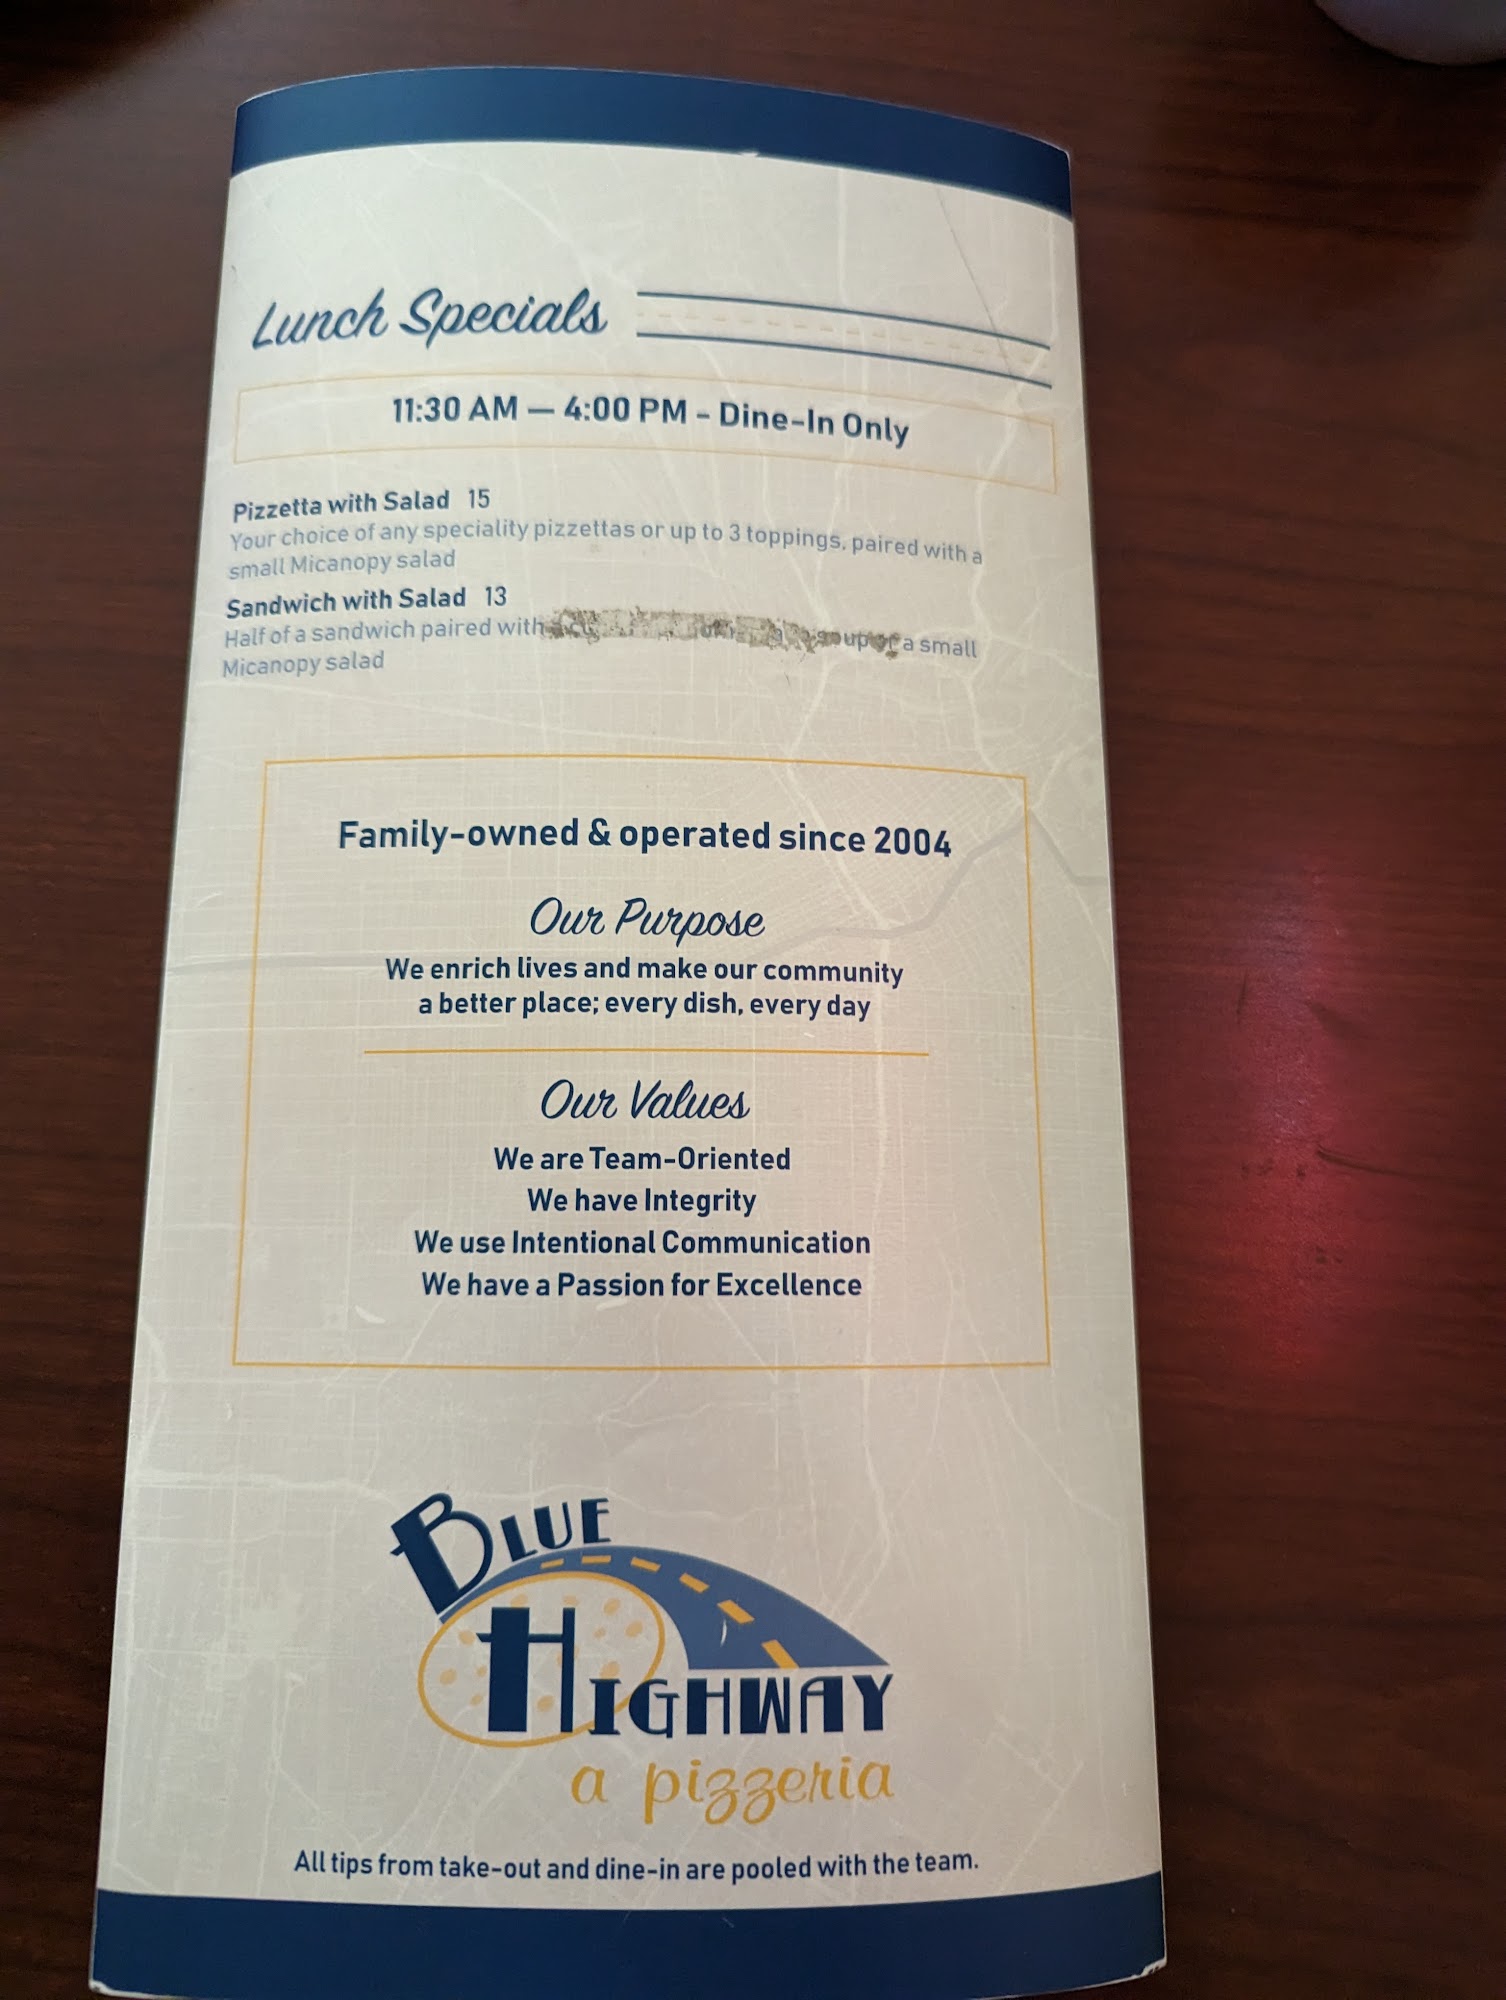 Lunch Specials
11:30 AM — 4:00 PM - Dine-In Only
Pizzetta with Salad 15
Your choice of any speciality pizzettas or up to 3 toppings, paired with a
small Micanopy salad
Sandwich with Salad 13
Half of a sandwich paired with soup or a small
Micanopy salad
Family-owned & operated since 2004
Our Purpose
We enrich lives and make our community
a better place; every dish, every day
Our Values
We are Team-Oriented
We have Integrity
We use Intentional Communication
We have a Passion for Excellence
BLUE
HIGHWAY
a pizzeria
All tips from take-out and dine-in are pooled with the team.